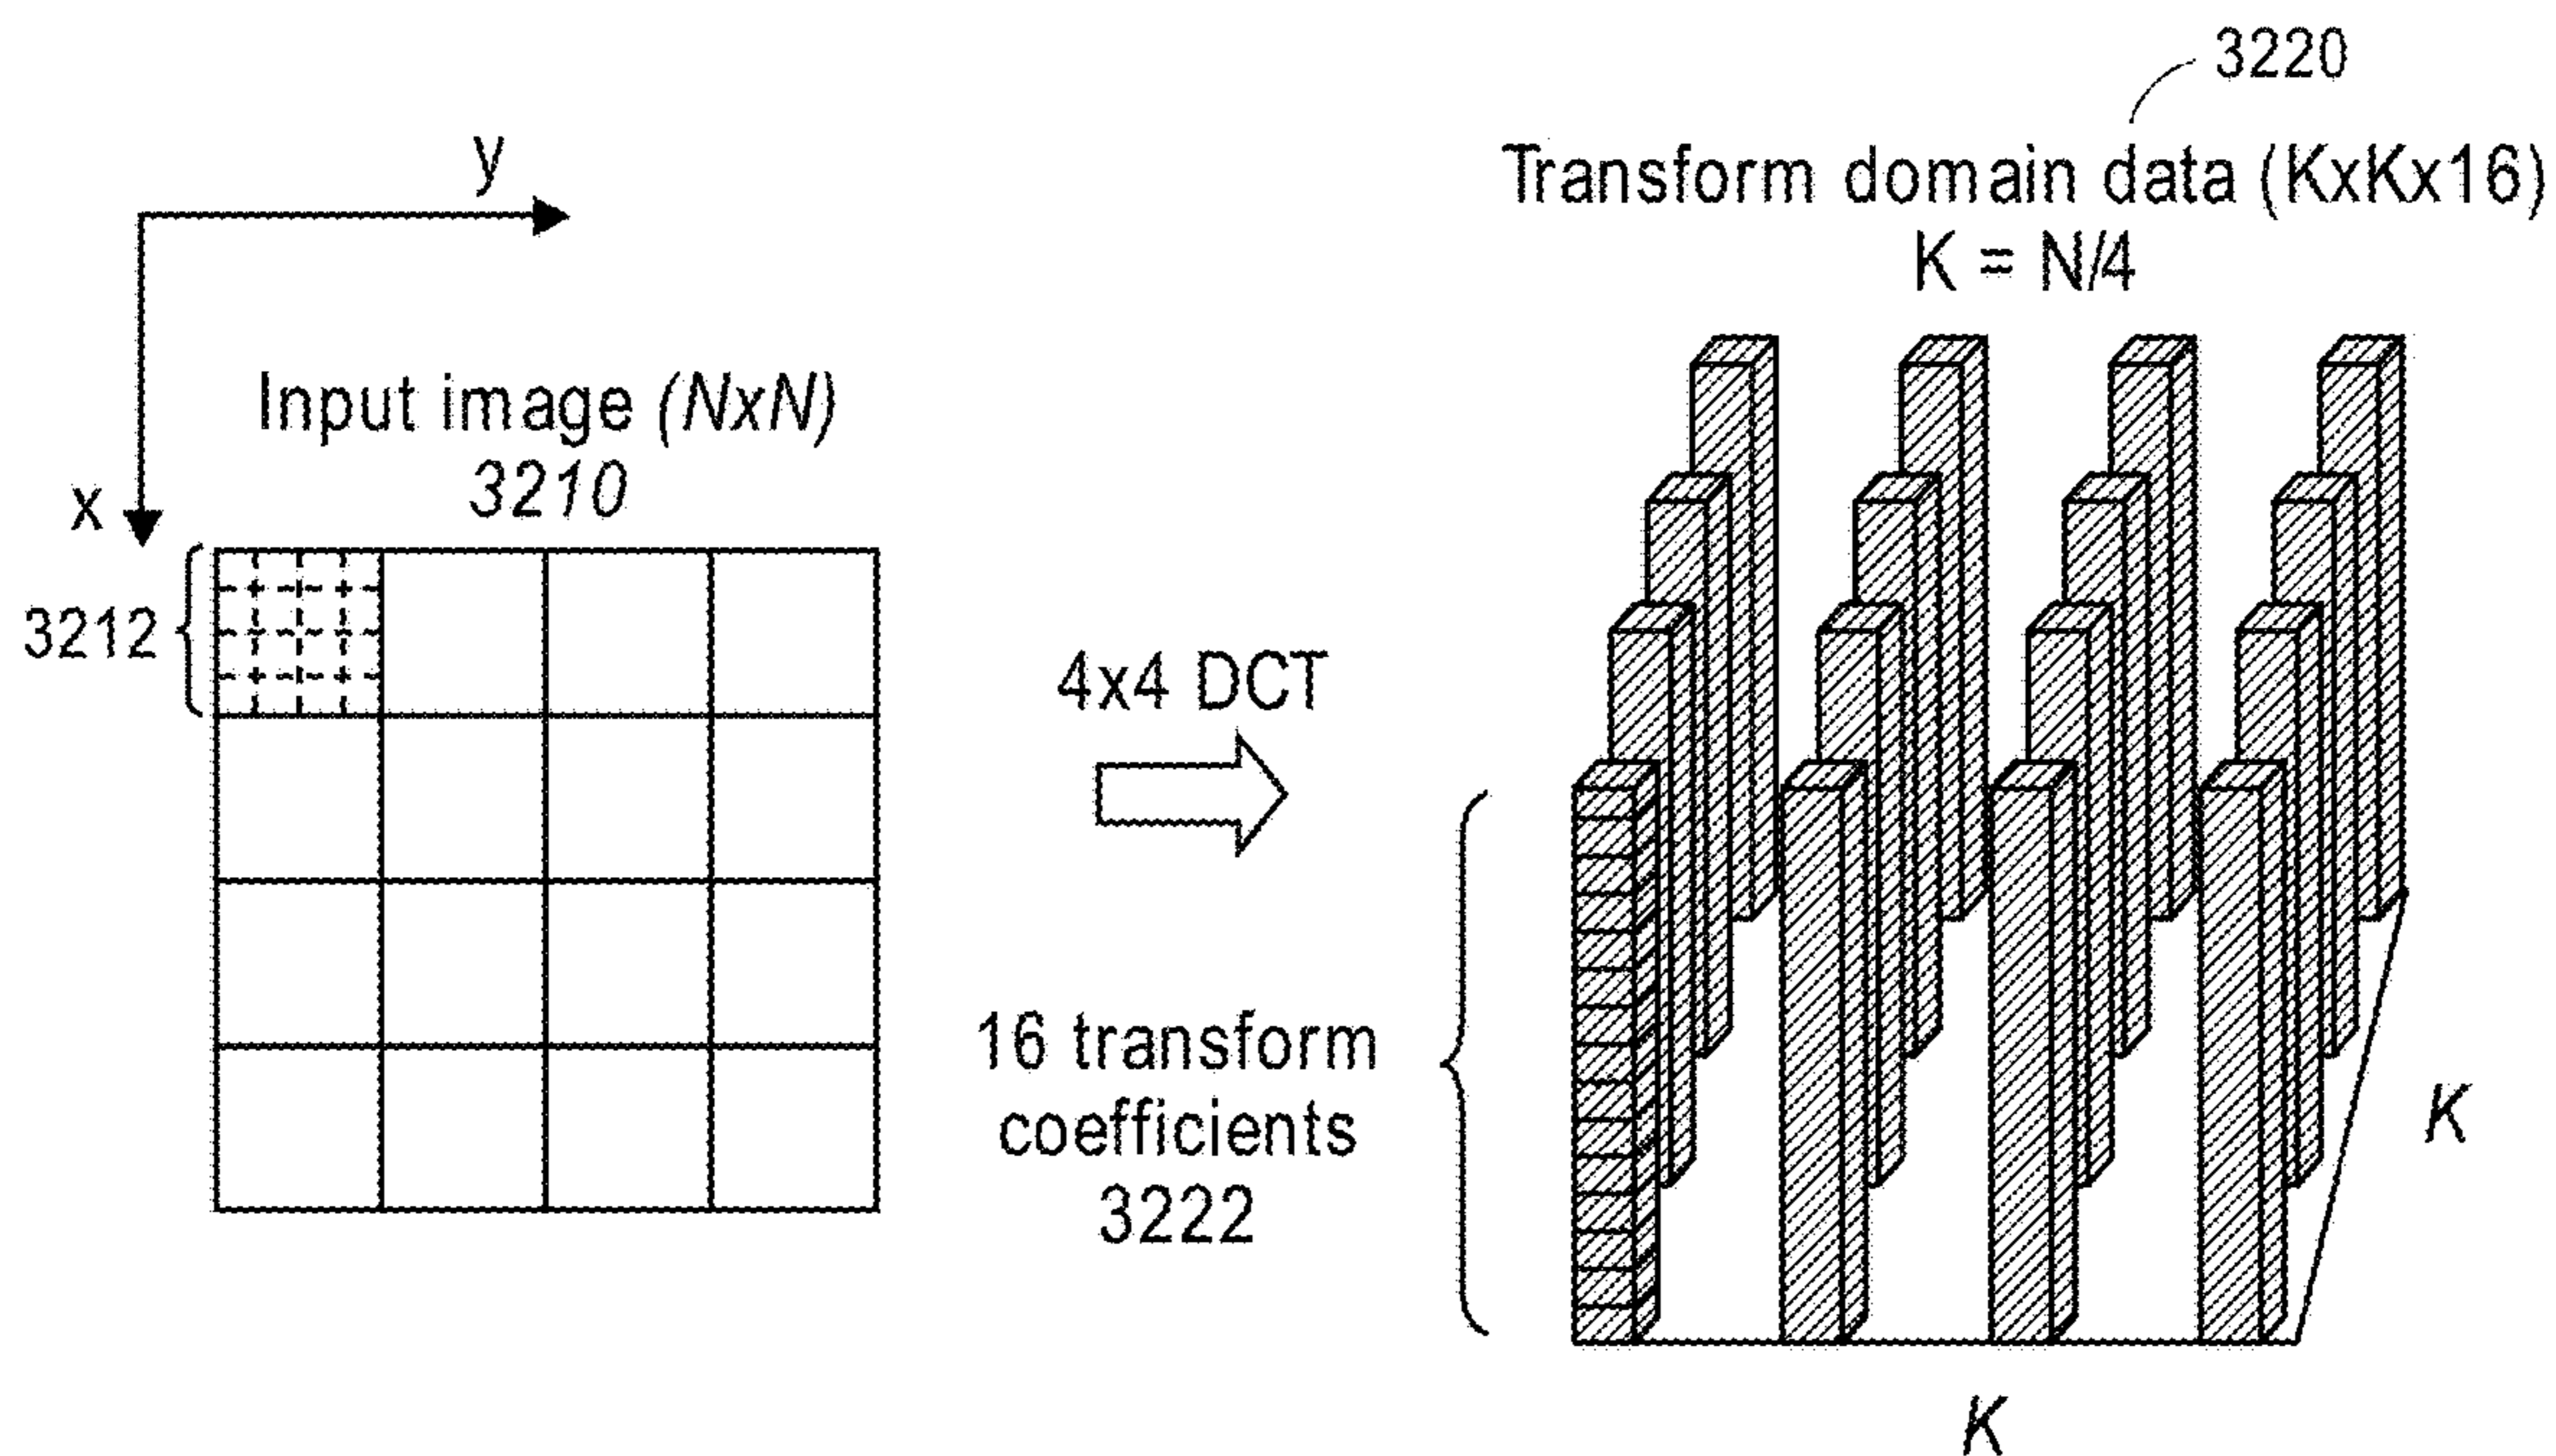 3220
Transform domain data (KxKx16)
K = N/4
y
x
Input image (NxN)
3210
3212
4x4 DCT
16 transform
coefficients
3222
K
K